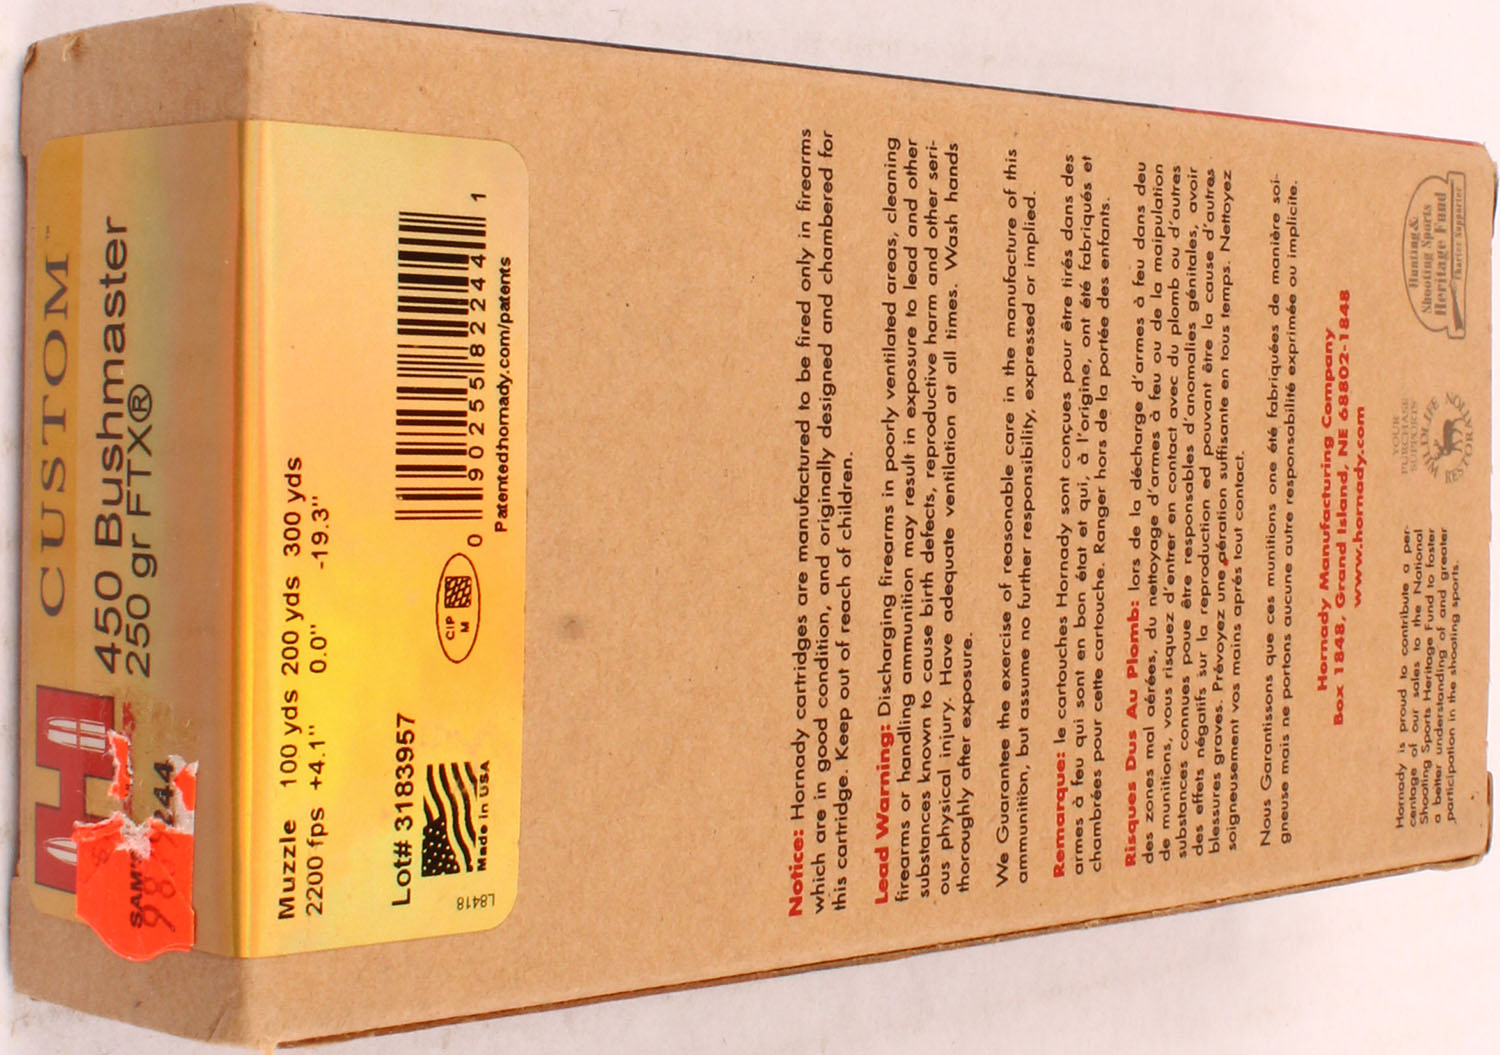 CUSTOM™
450 Bushmaster
250 gr FTX®
244
Muzzle 100 yds 200 yds 300 yds
2200 fps +4.1" 0.0" -19.3"
Lot# 3183957
CIP
M
0 90255 82244 1
Patented:hornady.com/patents
Made in USA
L8418
Notice: Hornady cartridges are manufactured to be fired only in firearms
which are in good condition, and originally designed and chambered for
this cartridge. Keep out of reach of children.
Lead Warning: Discharging firearms in poorly ventilated areas, cleaning
firearms or handling ammunition may result in exposure to lead and other
substances known to cause birth defects, reproductive harm and other seri-
ous physical injury. Have adequate ventilation at all times. Wash hands
thoroughly after exposure.
We Guarantee the exercise of reasonable care in the manufacture of this
ammunition, but assume no further responsibility, expressed or implied.
Remarque: le cartouches Hornady sont conçues pour être tirés dans des
armes à feu qui sont en bon état et qui, à l'origine, ont été fabriqués et
chambrées pour cette cartouche. Ranger hors de la portée des enfants.
Risques Dus Au Plomb: lors de la décharge d'armes à feu dans deu
des zones mal aérées, du nettoyage d'armes à feu ou de la maipulation
de munitions, vous risquez d'entrer en contact avec du plomb ou d'autres
substances connues poue être responsables d'anomalies génitales, avoir
des effets négatifs sur la reproduction ed pouvant être la cause d'autres
blessures graves. Prévoyez une aération suffisante en tous temps. Nettoyez
soigneusement vos mains aprés tout contact.
Nous Garantissons que ces munitions one été fabriquées de manière soi-
gneuse mais ne portons aucune autre responsabilité exprimée ou implicite.
Hornady Manufacturing Company
Box 1848, Grand Island, NE 68802-1848
www.hornady.com
Hornady is proud to contribute a per-
centage of our sales to the National
Shooting Sports Heritage Fund to foster
a better understanding of and greater
participation in the shooting sports.
YOUR
PURCHASE
SUPPORTS
WILDLIFE
RESTORATION
Hunting &
Shooting Sports
Heritage Fund
Charter Supporter